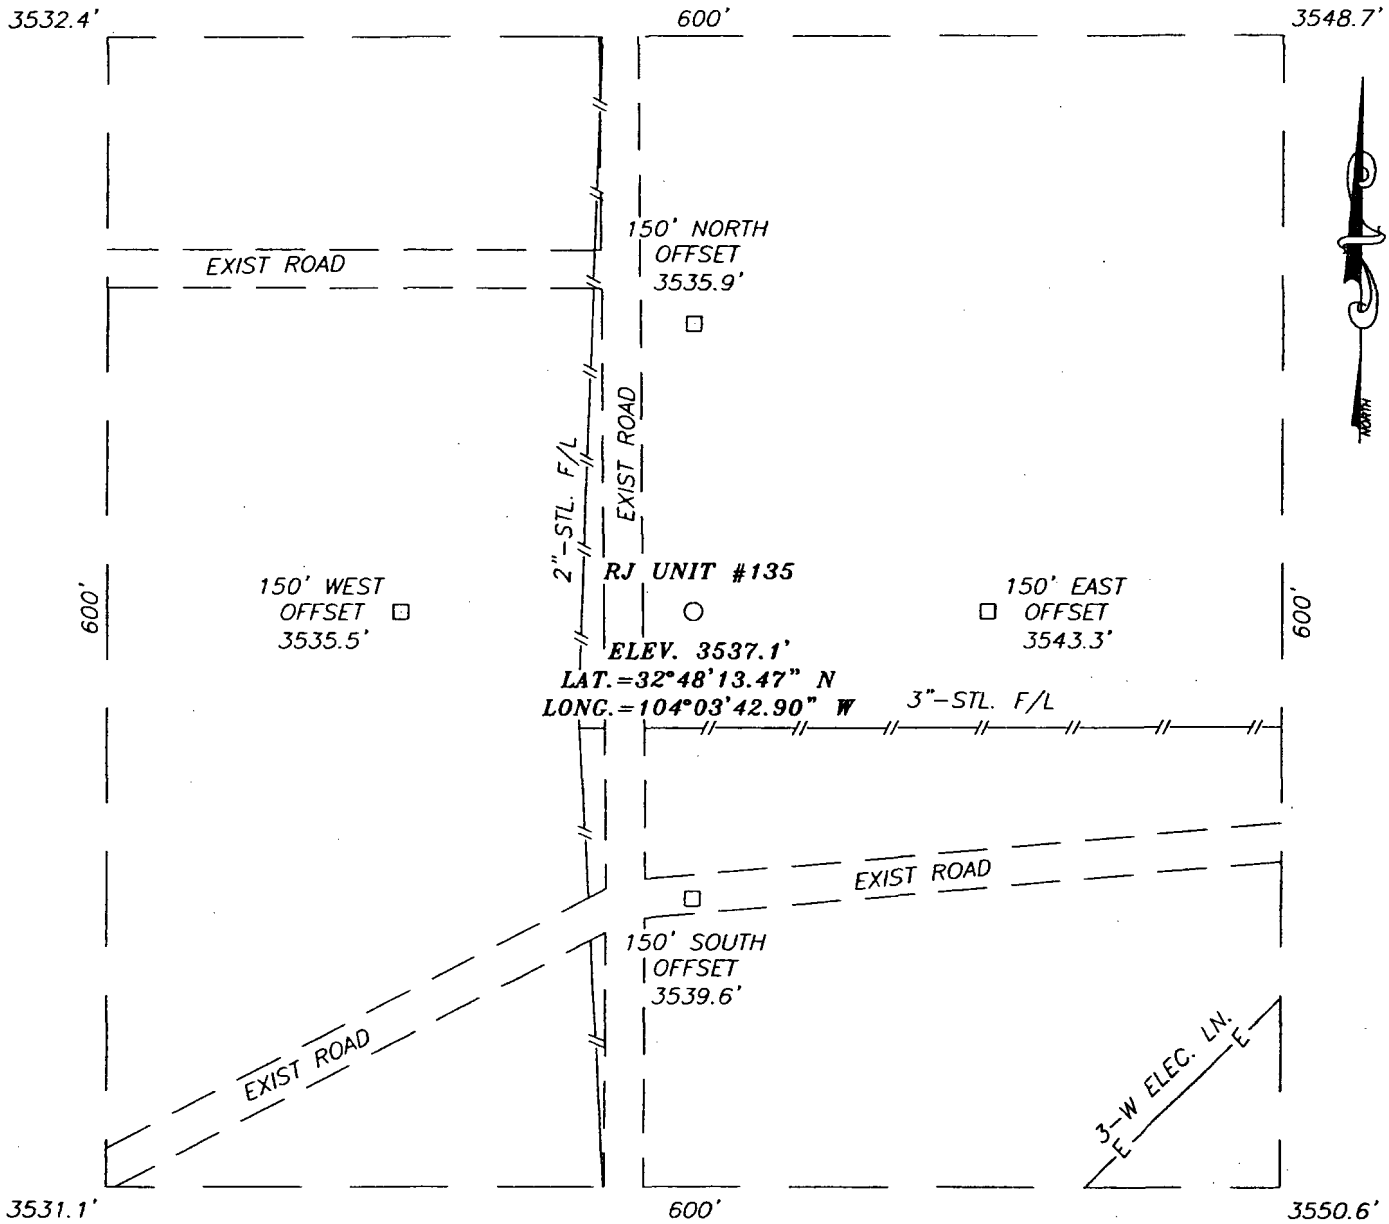 3532.4'
600'
3548.7'
150' NORTH
OFFSET
3535.9'
EXIST ROAD
NORTH
EXIST ROAD
2"-STL. F/L
RJ UNIT #135
150' WEST
OFFSET
3535.5'
150' EAST
OFFSET
3543.3'
600'
600'
ELEV. 3537.1'
LAT.=32°48'13.47" N
LONG.=104°03'42.90" W
3"-STL. F/L
EXIST ROAD
150' SOUTH
OFFSET
3539.6'
EXIST ROAD
3-W ELEC. LN.
E
E
3531.1'
600'
3550.6'